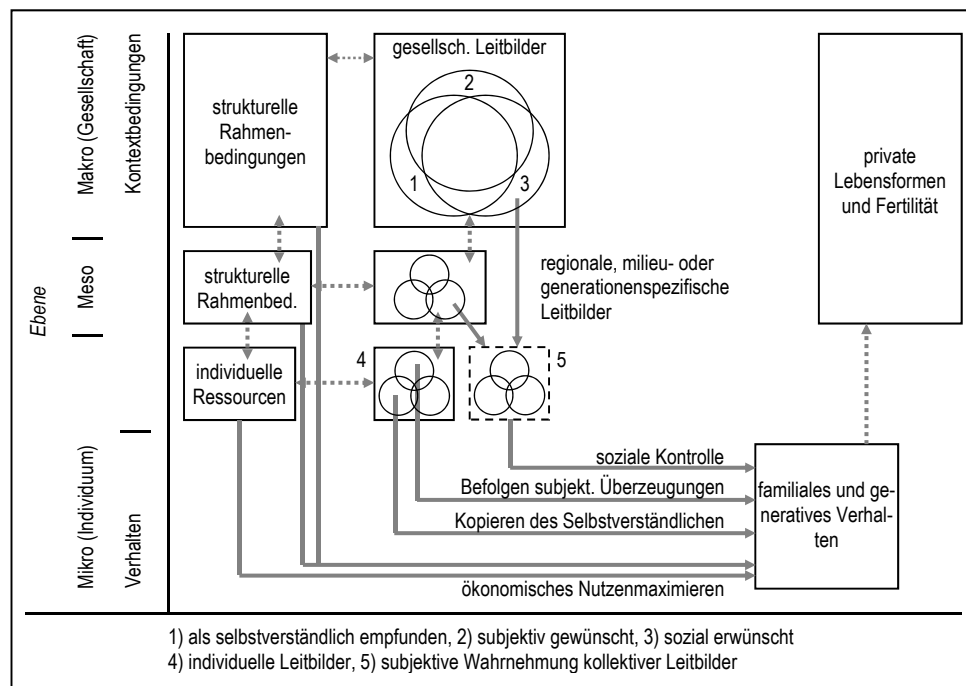 Ebene
Makro (Gesellschaft)
Meso
Mikro (Individuum)
Kontextbedingungen
Verhalten
strukturelle
Rahmen-
bedingungen
gesellsch. Leitbilder
2
1
3
private
Lebensformen
und Fertilität
strukturelle
Rahmenbed.
regionale, milieu- oder
generationenspezifische
Leitbilder
individuelle
Ressourcen
4
5
soziale Kontrolle
Befolgen subjekt. Überzeugungen
Kopieren des Selbstverständlichen
ökonomisches Nutzenmaximieren
familiales und ge-
neratives Verhal-
ten
1) als selbstverständlich empfunden, 2) subjektiv gewünscht, 3) sozial erwünscht
4) individuelle Leitbilder, 5) subjektive Wahrnehmung kollektiver Leitbilder